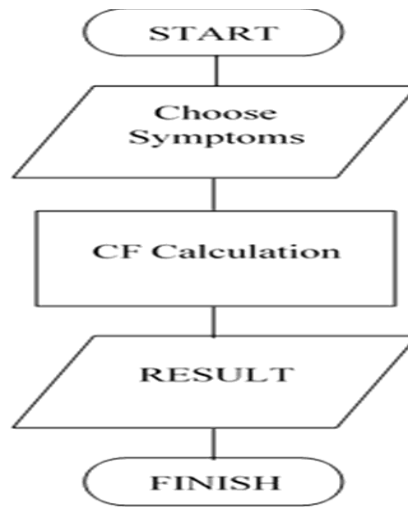 START
Choose
Symptoms
CF Calculation
RESULT
FINISH